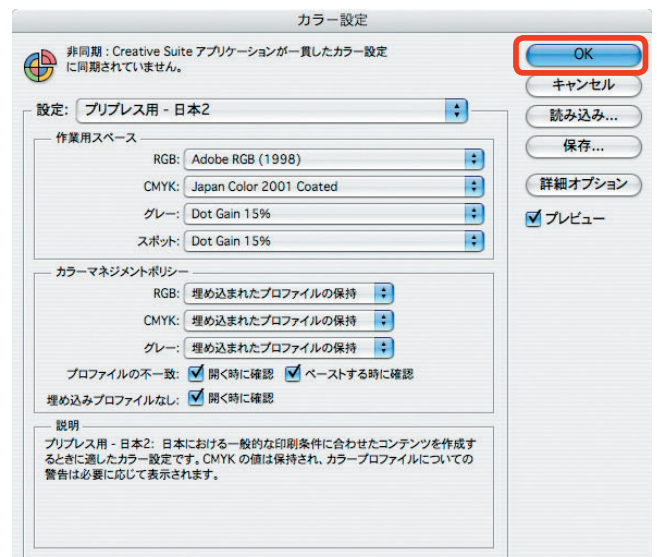 カラー設定
非同期 : Creative Suite アプリケーションが一貫したカラー設定
に同期されていません。
OK
キャンセル
読み込み...
保存...
詳細オプション
プレビュー
設定: プリプレス用 - 日本2
作業用スペース
RGB: Adobe RGB (1998)
CMYK: Japan Color 2001 Coated
グレー: Dot Gain 15%
スポット: Dot Gain 15%
カラーマネジメントポリシー
RGB: 埋め込まれたプロファイルの保持
CMYK: 埋め込まれたプロファイルの保持
グレー: 埋め込まれたプロファイルの保持
プロファイルの不一致: 開く時に確認 ペーストする時に確認
埋め込みプロファイルなし: 開く時に確認
説明
プリプレス用 - 日本2: 日本における一般的な印刷条件に合わせたコンテンツを作成す
るときに適したカラー設定です。CMYK の値は保持され、カラープロファイルについての
警告は必要に応じて表示されます。